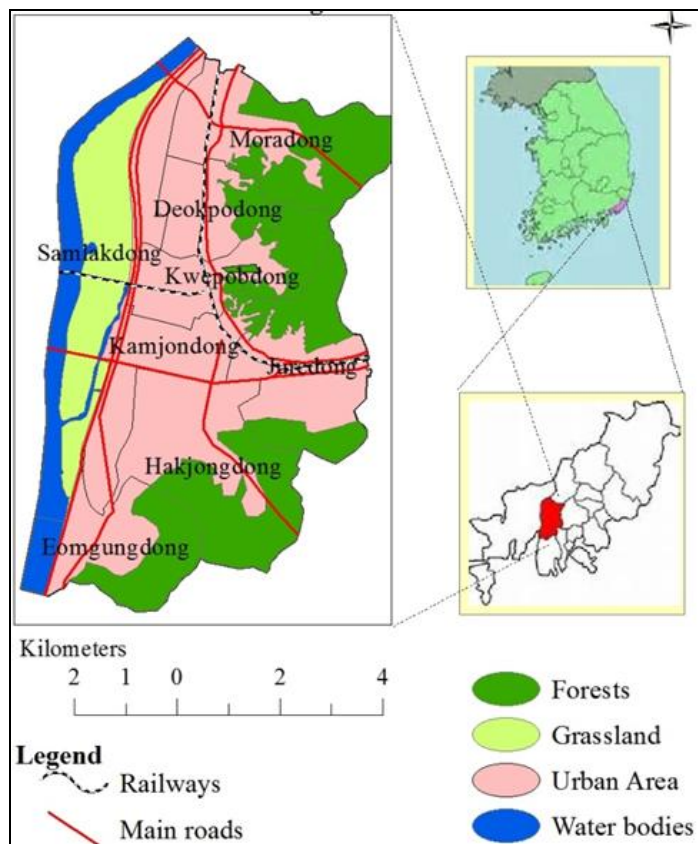 Moradong
Deokpodong
Samlakdong
Kwepobdong
Kamjondong
Juredong
Hakjongdong
Eomgungdong
Kilometers
2 1 0 2 4
Legend
Railways
Main roads
Forests
Grassland
Urban Area
Water bodies